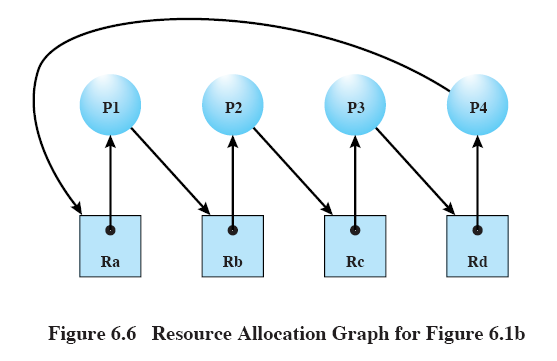 P1 P2 P3 P4
Ra Rb Rc Rd
Figure 6.6 Resource Allocation Graph for Figure 6.1b